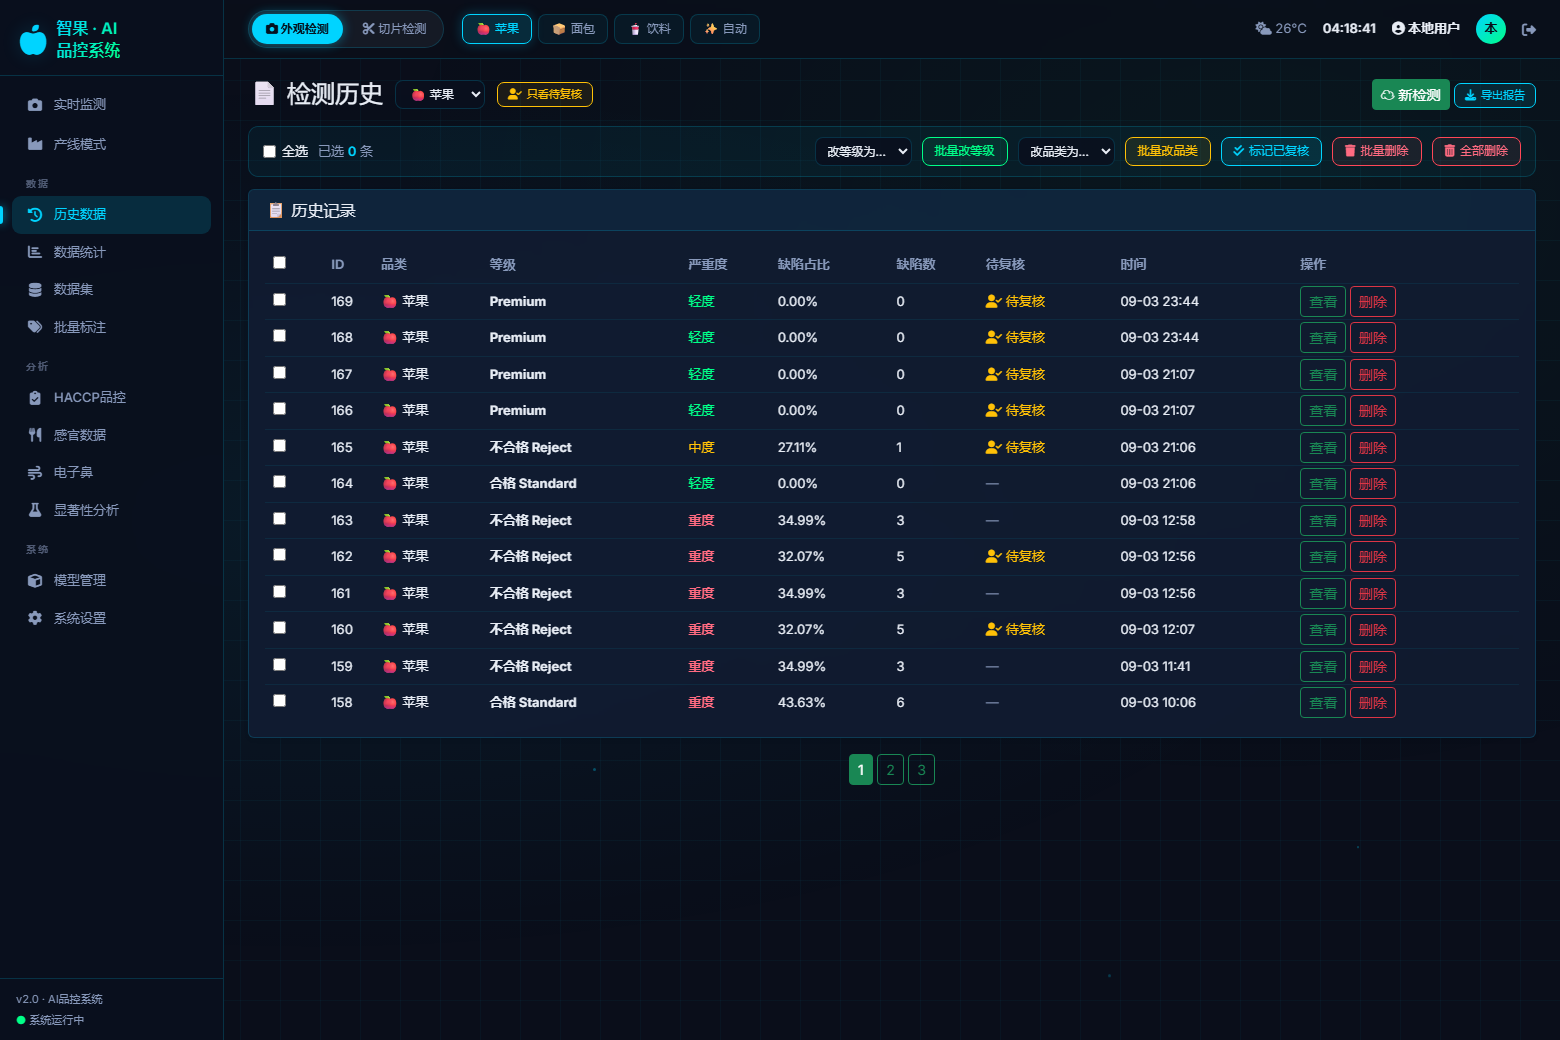 智果 · AI
品控系统
外观检测 切片检测 苹果 面包 饮料 自动 26°C 04:18:41 本地用户 本
实时监测
产线模式
数据
历史数据
数据统计
数据集
批量标注
分析
HACCP品控
感官数据
电子鼻
显著性分析
系统
模型管理
系统设置
v2.0 · AI品控系统
系统运行中
检测历史 苹果 只看待复核 新检测 导出报告
全选 已选 0 条 改等级为... 批量改等级 改品类为... 批量改品类 标记已复核 批量删除 全部删除
历史记录
ID 品类 等级 严重度 缺陷占比 缺陷数 待复核 时间 操作
169 苹果 Premium 轻度 0.00% 0 待复核 09-03 23:44 查看 删除
168 苹果 Premium 轻度 0.00% 0 待复核 09-03 23:44 查看 删除
167 苹果 Premium 轻度 0.00% 0 待复核 09-03 21:07 查看 删除
166 苹果 Premium 轻度 0.00% 0 待复核 09-03 21:07 查看 删除
165 苹果 不合格 Reject 中度 27.11% 1 待复核 09-03 21:06 查看 删除
164 苹果 合格 Standard 轻度 0.00% 0 — 09-03 21:06 查看 删除
163 苹果 不合格 Reject 重度 34.99% 3 — 09-03 12:58 查看 删除
162 苹果 不合格 Reject 重度 32.07% 5 待复核 09-03 12:56 查看 删除
161 苹果 不合格 Reject 重度 34.99% 3 — 09-03 12:56 查看 删除
160 苹果 不合格 Reject 重度 32.07% 5 待复核 09-03 12:07 查看 删除
159 苹果 不合格 Reject 重度 34.99% 3 — 09-03 11:41 查看 删除
158 苹果 合格 Standard 重度 43.63% 6 — 09-03 10:06 查看 删除
1 2 3